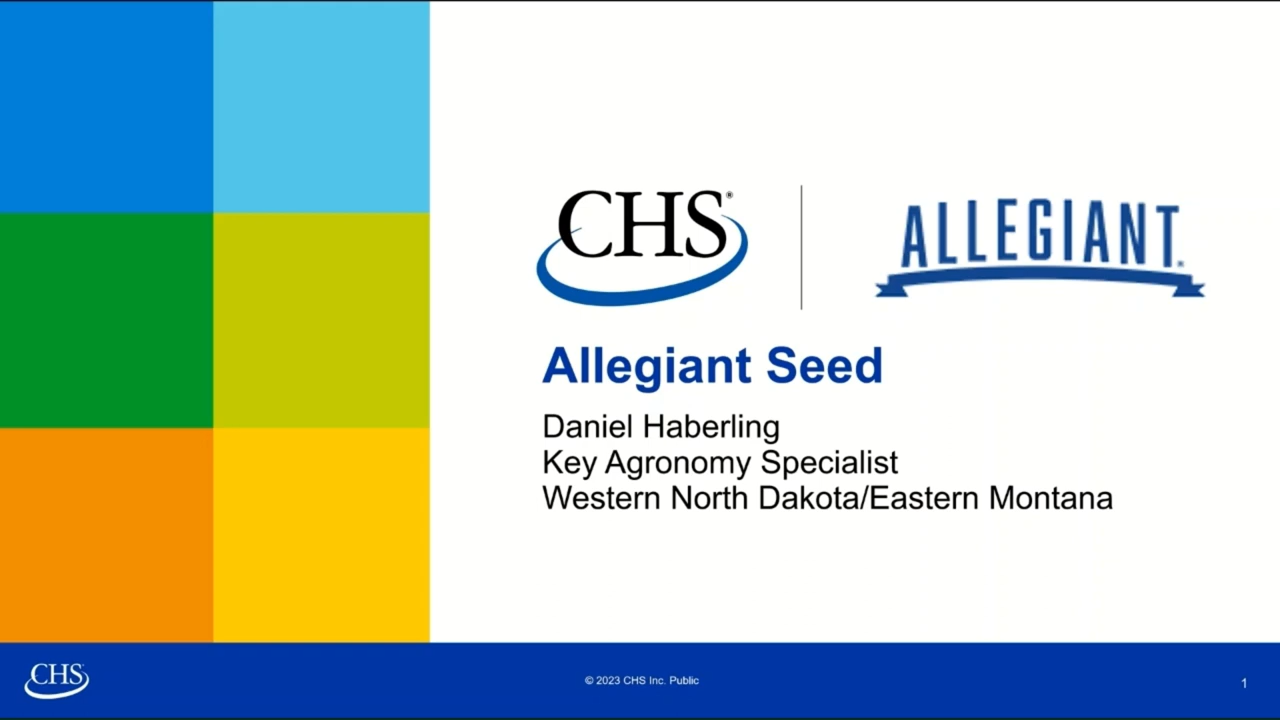 CHS®
ALLEGIANT
Allegiant Seed
Daniel Haberling
Key Agronomy Specialist
Western North Dakota/Eastern Montana
CHS
© 2023 CHS Inc. Public
1